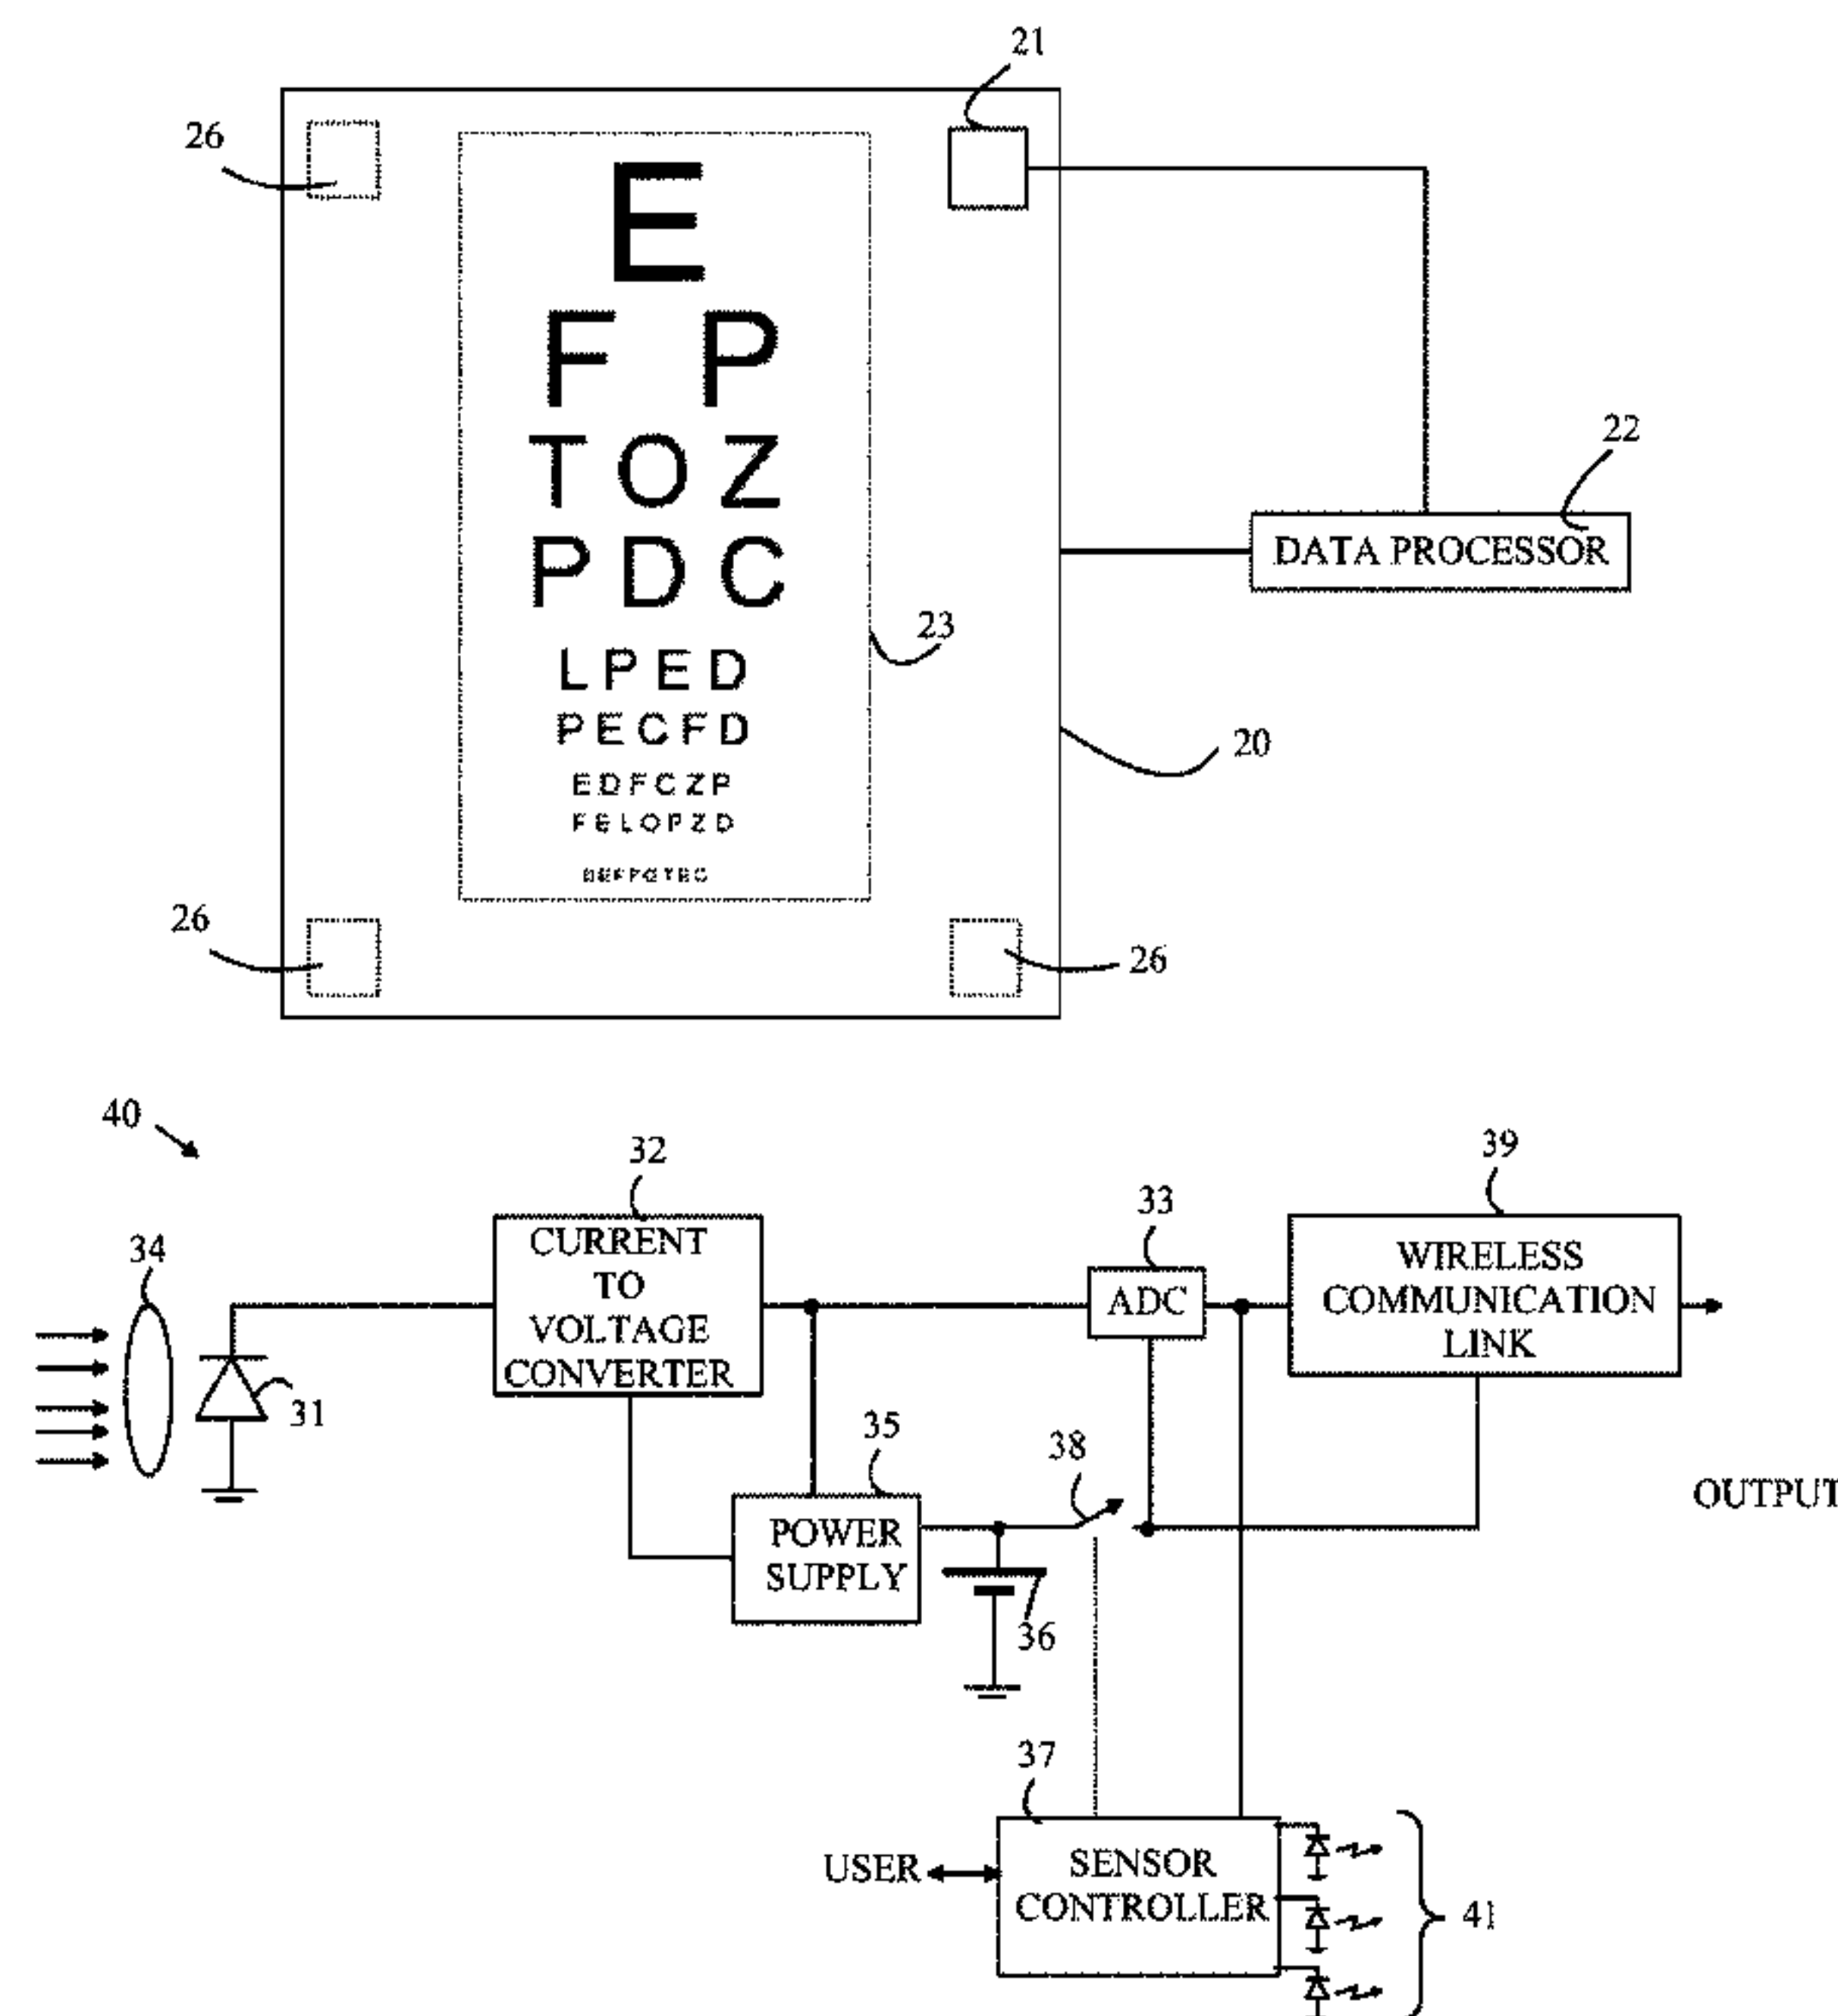 21
26
E
F P
T O Z
22
P D C
DATA PROCESSOR
23
L P E D
P E C F D
20
E D F C Z P
F E L O P Z D
26
26
40
32
39
33
34
CURRENT
TO
VOLTAGE
CONVERTER
ADC
WIRELESS
COMMUNICATION
LINK
31
35
38
OUTPUT
POWER
SUPPLY
36
37
USER
SENSOR
CONTROLLER
41